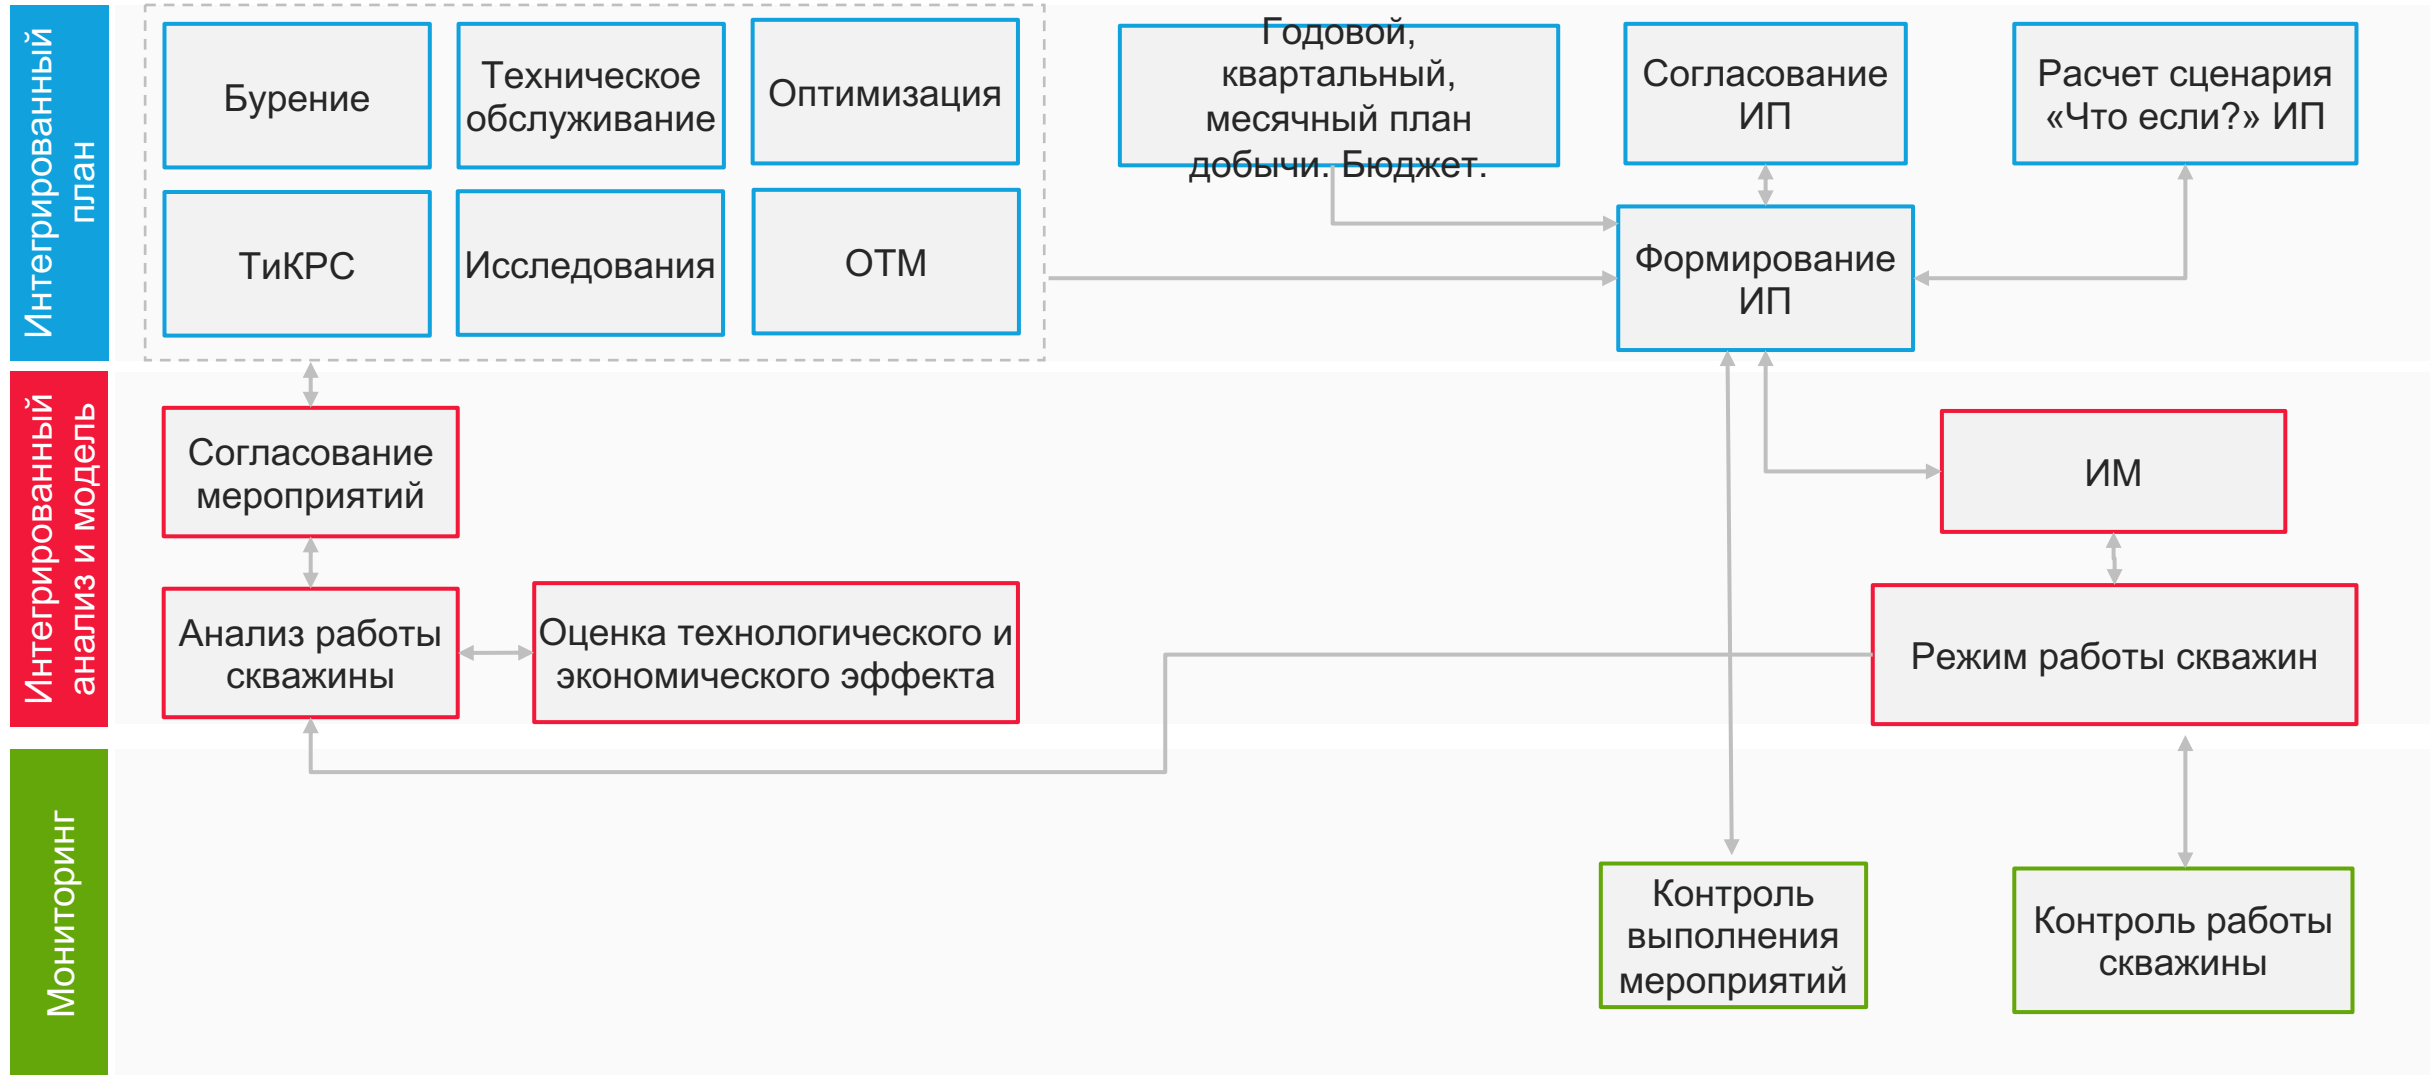 Интегрированный
план
Бурение
Техническое
обслуживание
Оптимизация
ТиКРС
Исследования
ОТМ
Годовой,
квартальный,
месячный план
добычи. Бюджет.
Согласование
ИП
Расчет сценария
«Что если?» ИП
Формирование
ИП
Интегрированный
анализ и модель
Согласование
мероприятий
Анализ работы
скважины
Оценка технологического и
экономического эффекта
ИМ
Режим работы скважин
Мониторинг
Контроль
выполнения
мероприятий
Контроль работы
скважины